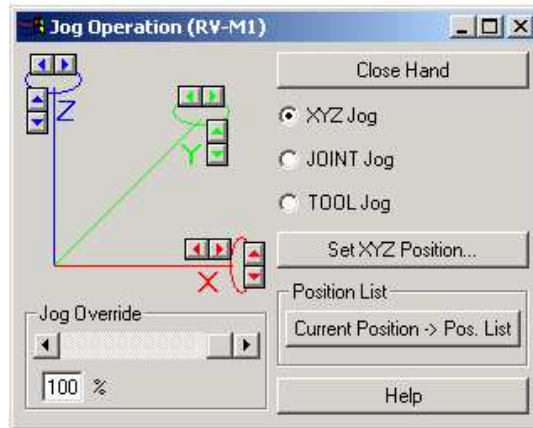 Jog Operation (RV-M1)
Close Hand
Z
XYZ Jog
Y
JOINT Jog
TOOL Jog
Set XYZ Position...
X
Position List
Jog Override
Current Position -> Pos. List
100 %
Help